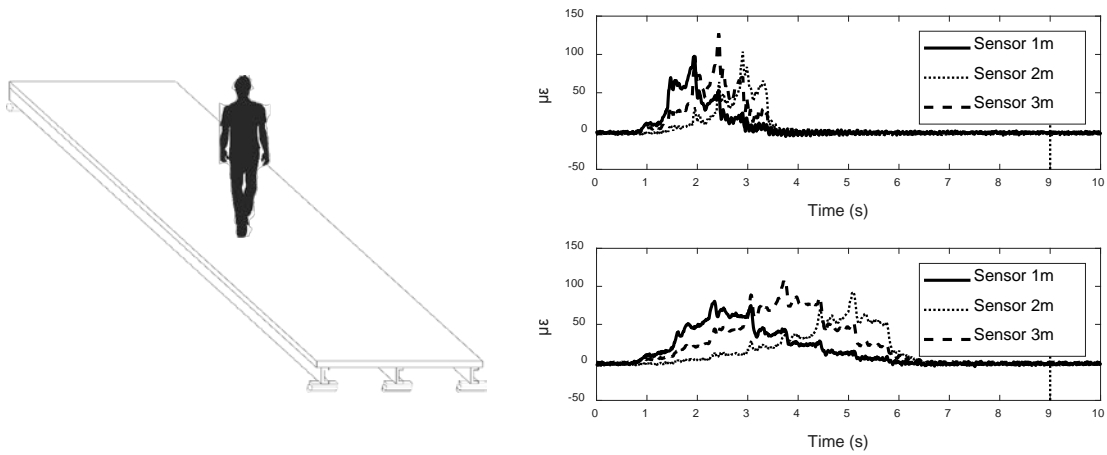 150
100
50
0
-50
με
Sensor 1m
Sensor 2m
Sensor 3m
0 1 2 3 4 5 6 7 8 9 10
Time (s)
150
100
50
0
-50
με
Sensor 1m
Sensor 2m
Sensor 3m
0 1 2 3 4 5 6 7 8 9 10
Time (s)